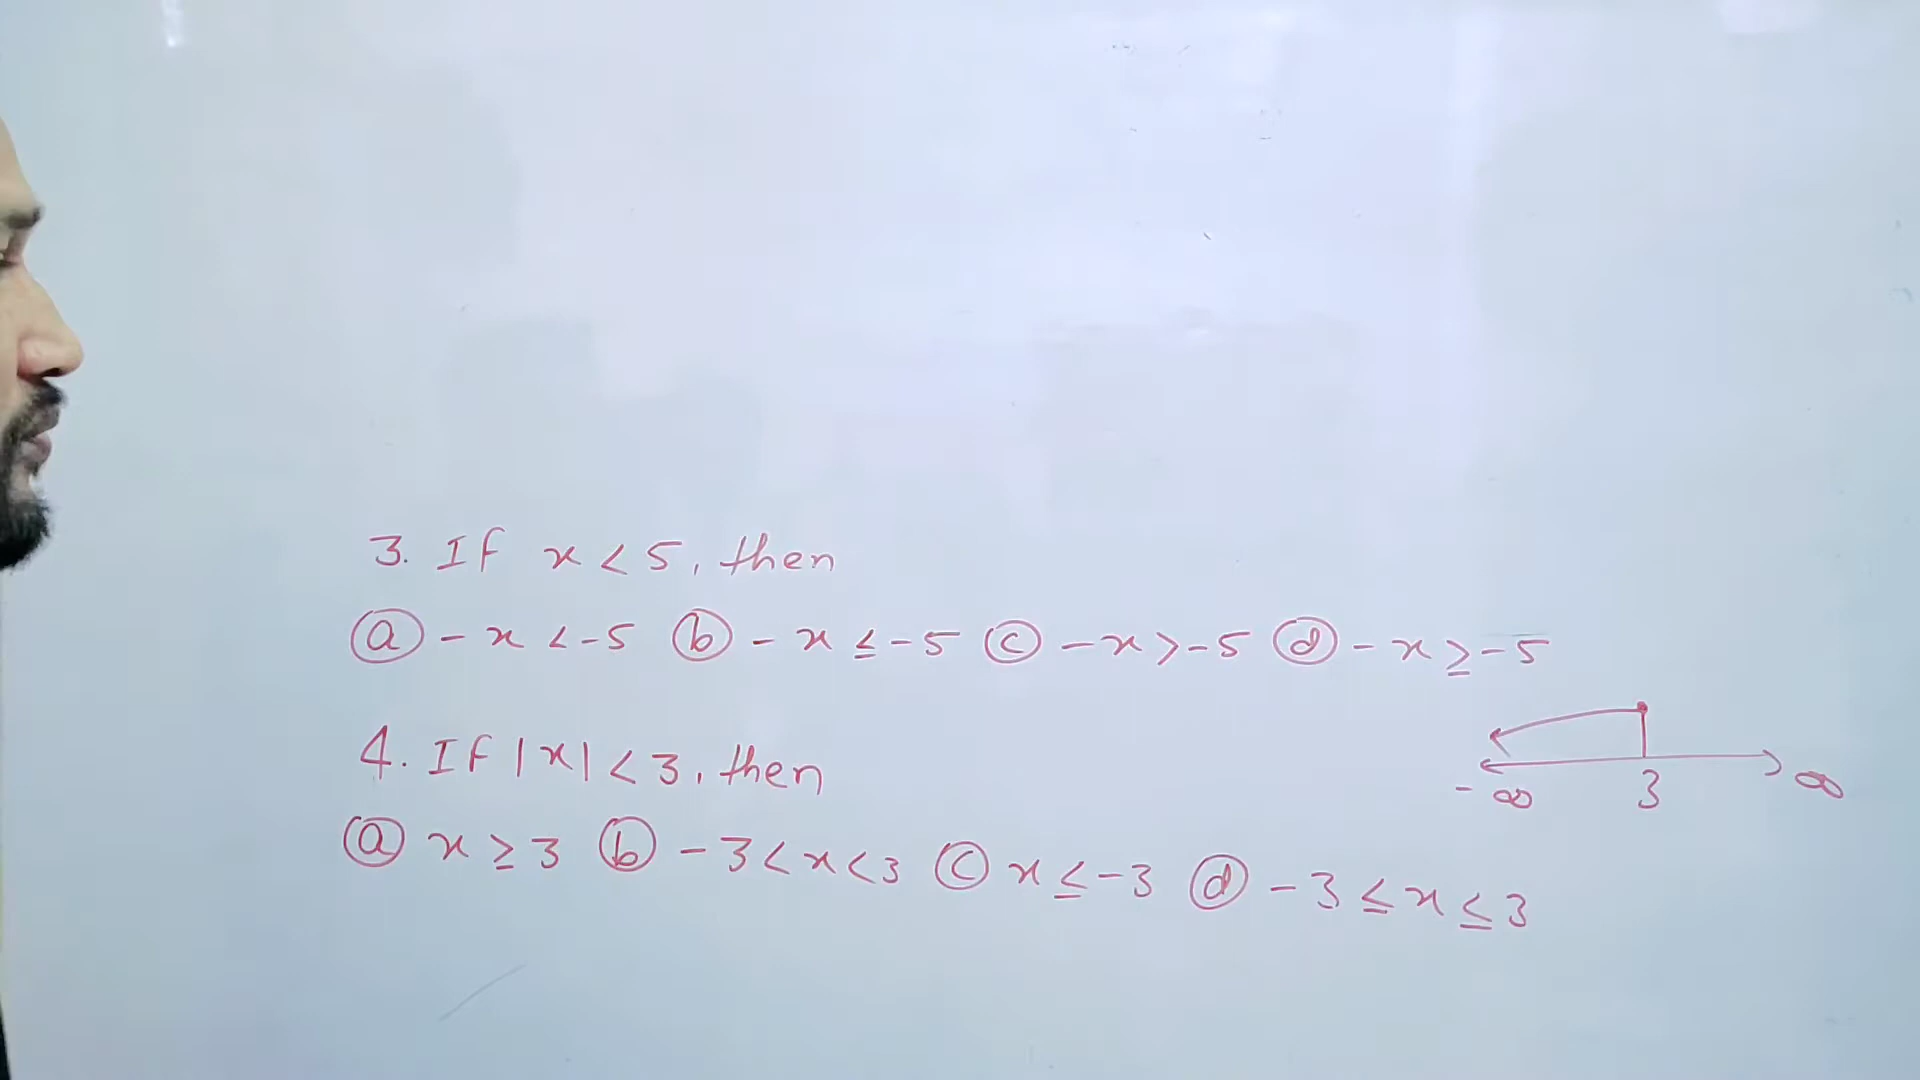 3. If x < 5, then
ⓐ - x < -5 ⓑ - x ≤ -5 ⓒ - x > -5 ⓓ - x ≥ -5
4. If |x| < 3, then
ⓐ x ≥ 3 ⓑ - 3 < x < 3 ⓒ x ≤ -3 ⓓ - 3 ≤ x ≤ 3
- ∞ 3 ∞